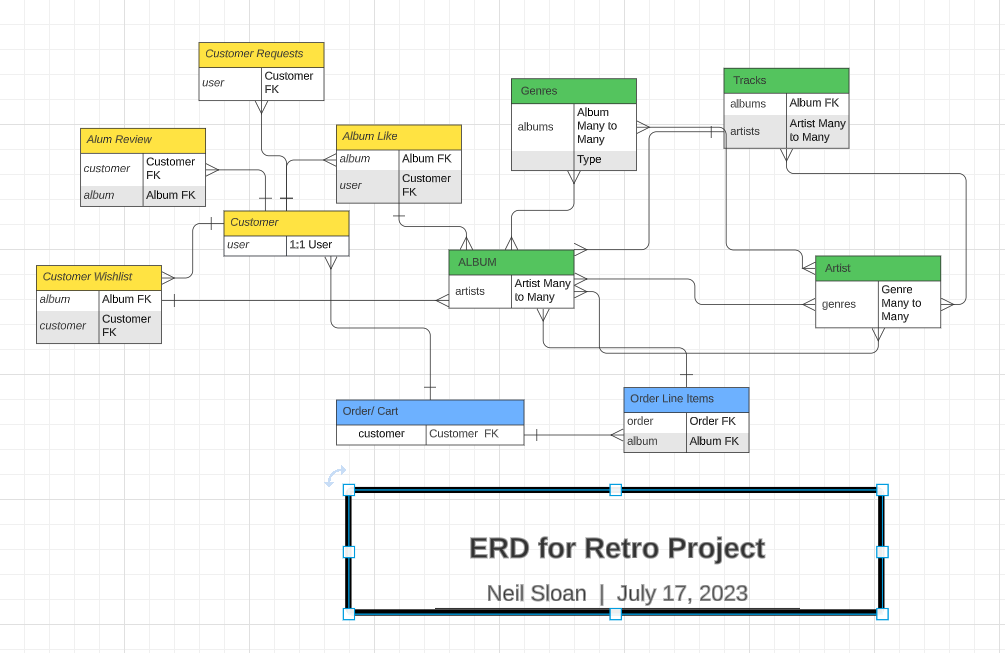 Customer Requests
user
Customer
FK
Genres
albums
Album
Many to
Many
Type
Tracks
albums
Album FK
artists
Artist Many
to Many
Alum Review
customer
Customer
FK
album
Album FK
Album Like
album
Album FK
user
Customer
FK
Customer
user
1:1 User
Customer Wishlist
album
Album FK
customer
Customer
FK
ALBUM
artists
Artist Many
to Many
Artist
genres
Genre
Many to
Many
Order/ Cart
customer
Customer FK
Order Line Items
order
Order FK
album
Album FK
ERD for Retro Project
Neil Sloan | July 17, 2023